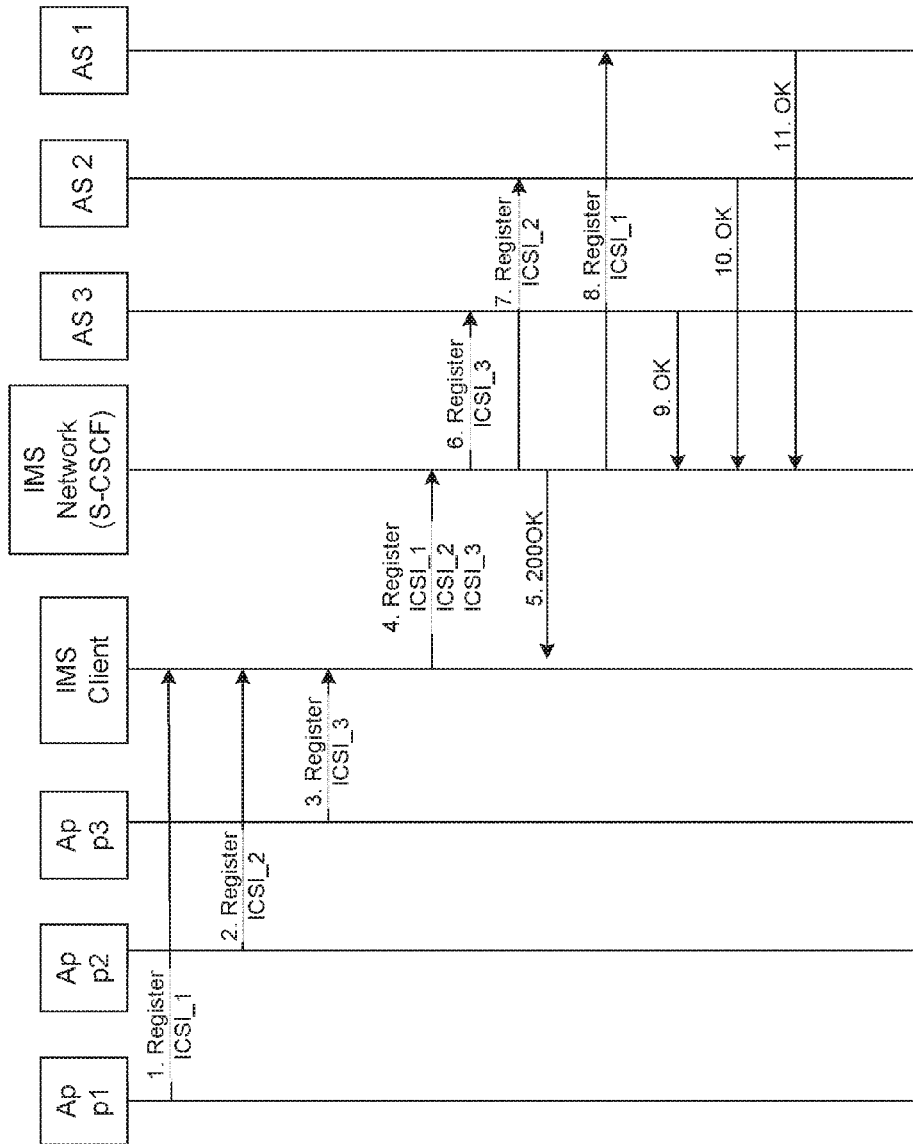 Ap
p1
Ap
p2
Ap
p3
IMS
Client
IMS
Network
(S-CSCF)
AS 3
AS 2
AS 1
1. Register
ICSI_1
2. Register
ICSI_2
3. Register
ICSI_3
4. Register
ICSI_1
ICSI_2
ICSI_3
5. 200OK
6. Register
ICSI_3
7. Register
ICSI_2
8. Register
ICSI_1
9. OK
10. OK
11. OK